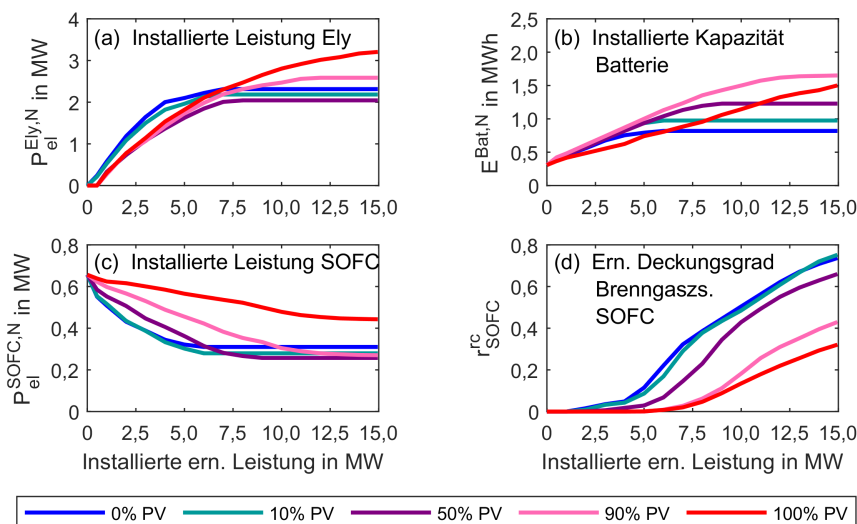 (a) Installierte Leistung Ely
P_el^Ely,N in MW
4
3
2
1
0
0 2,5 5,0 7,5 10,0 12,5 15,0
(b) Installierte Kapazität
Batterie
E^Bat,N in MWh
2,5
2,0
1,5
1,0
0,5
0
0 2,5 5,0 7,5 10,0 12,5 15,0
(c) Installierte Leistung SOFC
P_el^SOFC,N in MW
0,8
0,6
0,4
0,2
0
0 2,5 5,0 7,5 10,0 12,5 15,0
Installierte ern. Leistung in MW
(d) Ern. Deckungsgrad
Brenngaszs.
SOFC
r_SOFC^rc
0,8
0,6
0,4
0,2
0
0 2,5 5,0 7,5 10,0 12,5 15,0
Installierte ern. Leistung in MW
0% PV 10% PV 50% PV 90% PV 100% PV